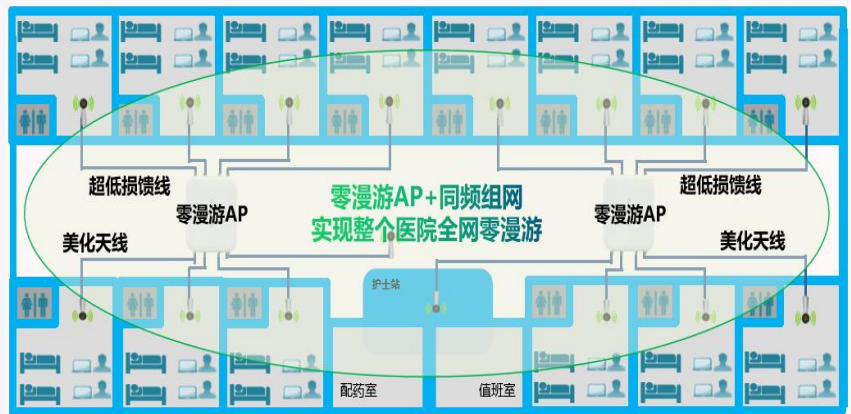 超低损馈线
零漫游AP
美化天线
零漫游AP+同频组网
实现整个医院全网零漫游
超低损馈线
零漫游AP
美化天线
护士站
配药室
值班室